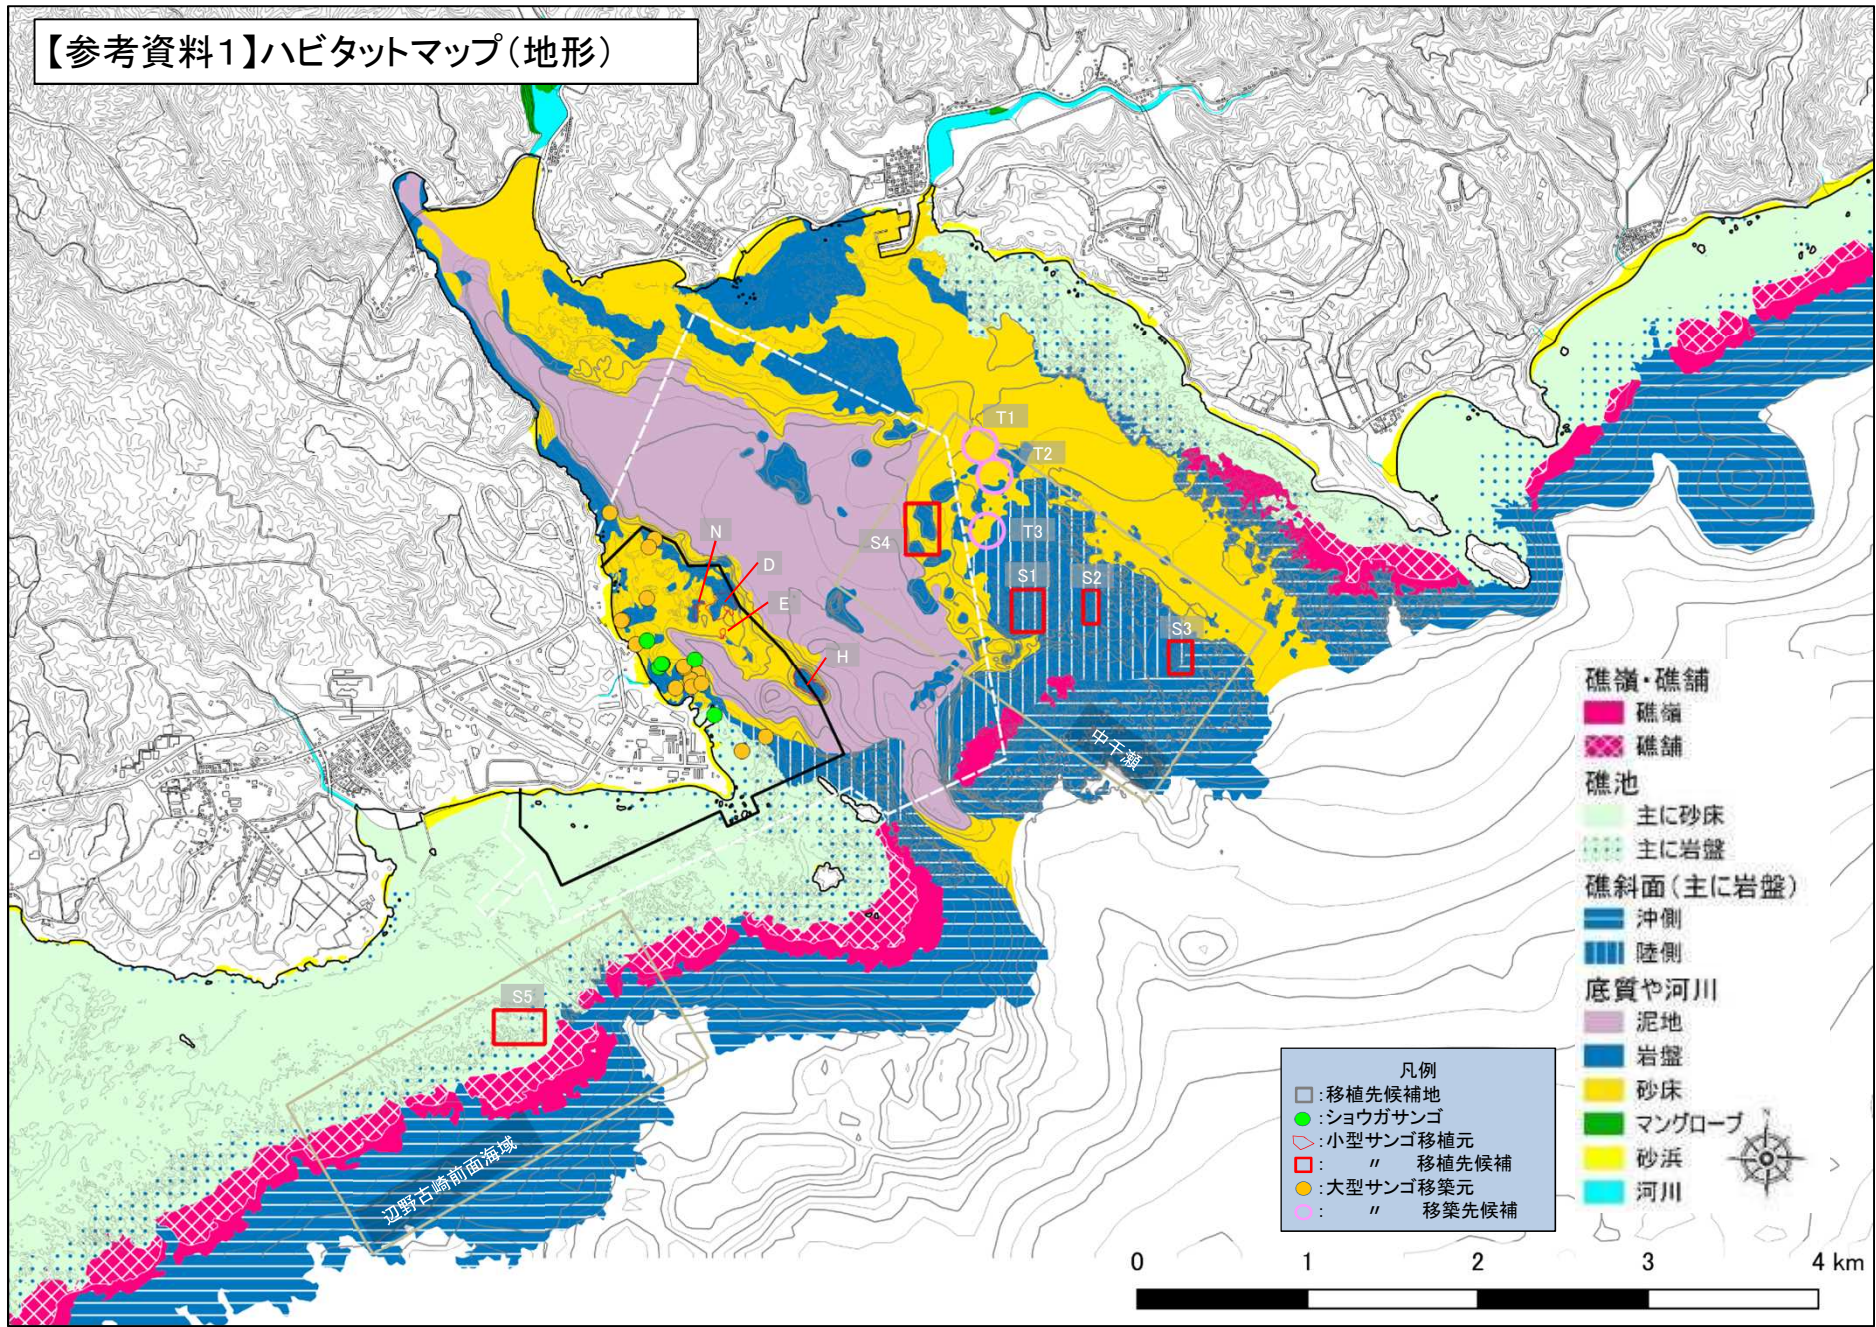 【参考資料1】ハビタットマップ（地形）
T1
T2
T3
S4
S1
S2
S3
N
D
E
H
中干瀬
S5
辺野古崎前面海域
礁嶺・礁舗
礁嶺
礁舗
礁池
主に砂床
主に岩盤
礁斜面（主に岩盤）
沖側
陸側
底質や河川
泥地
岩盤
砂床
マングローブ
砂浜
河川
N
凡例
：移植先候補地
：ショウガサンゴ
：小型サンゴ移植元
： 〃 移植先候補
：大型サンゴ移築元
： 〃 移築先候補
0 1 2 3 4 km